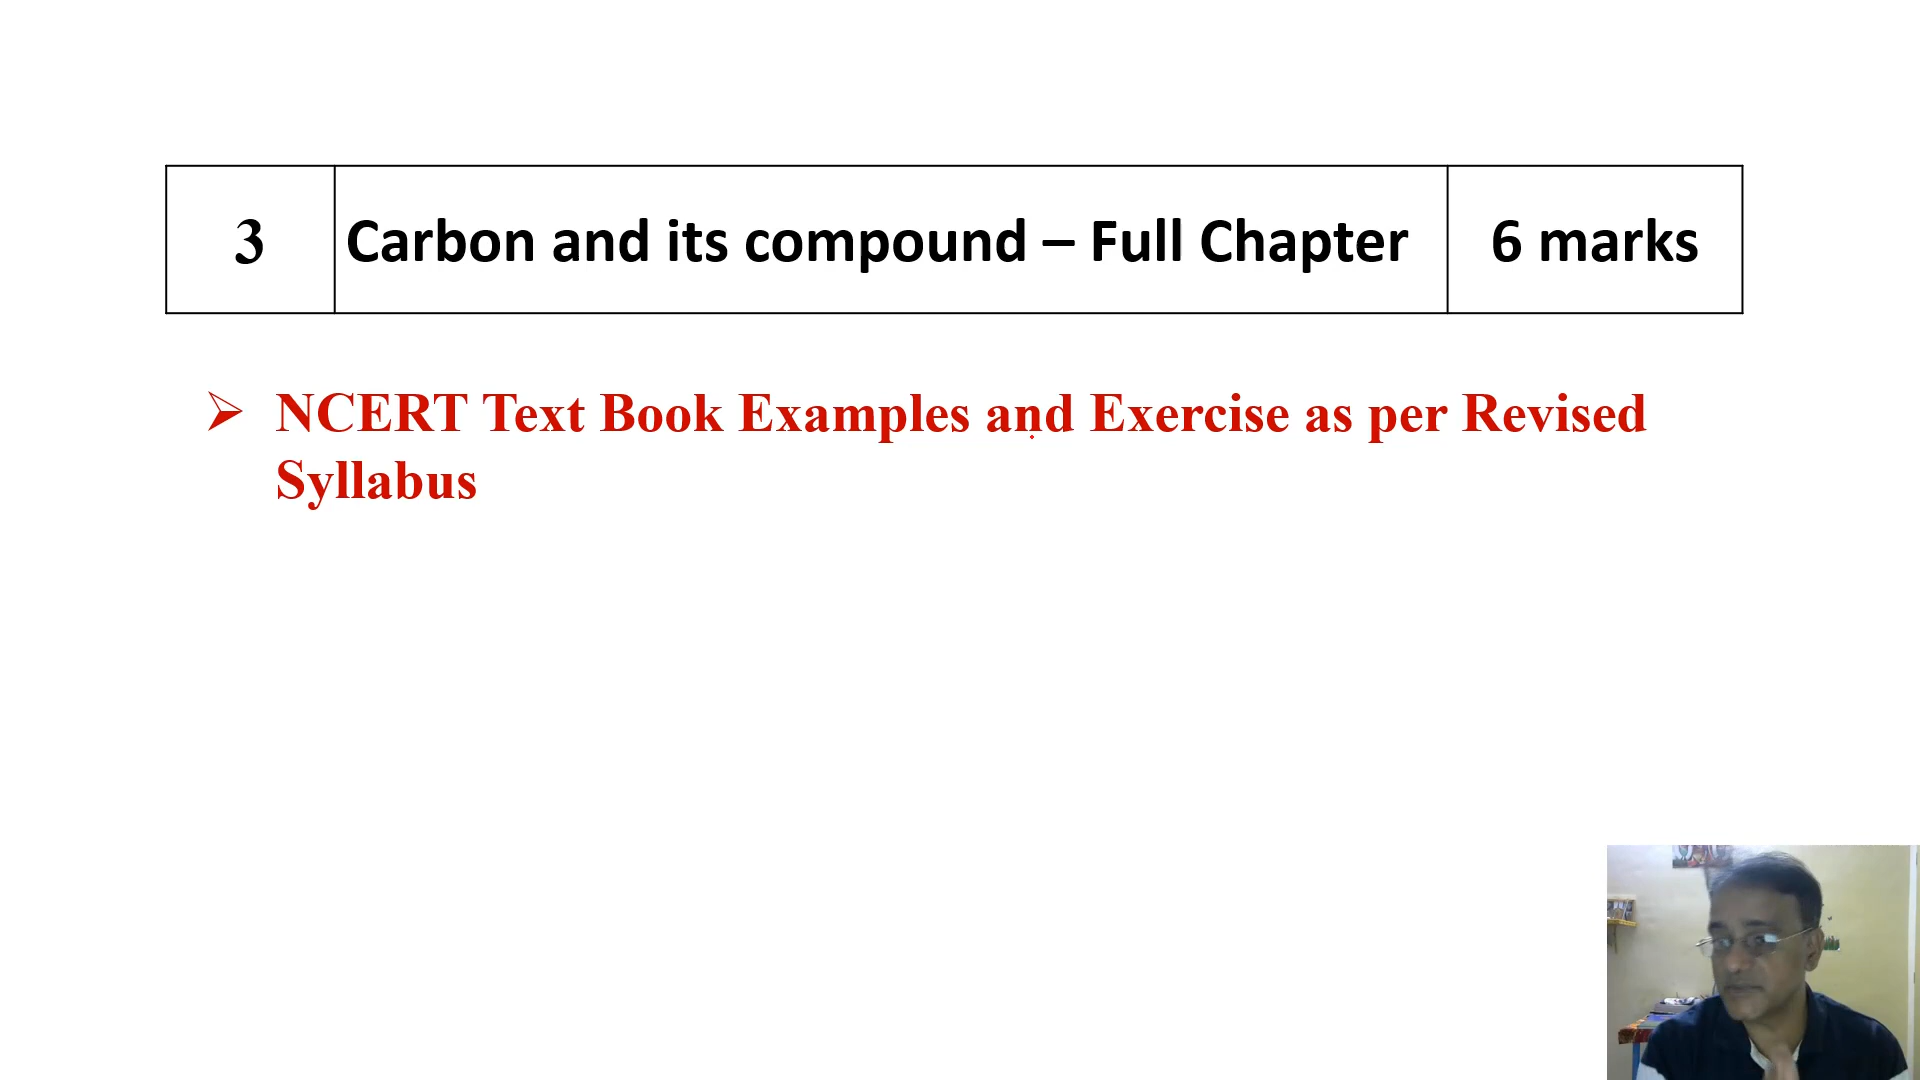 3 Carbon and its compound – Full Chapter 6 marks
NCERT Text Book Examples and Exercise as per Revised
Syllabus